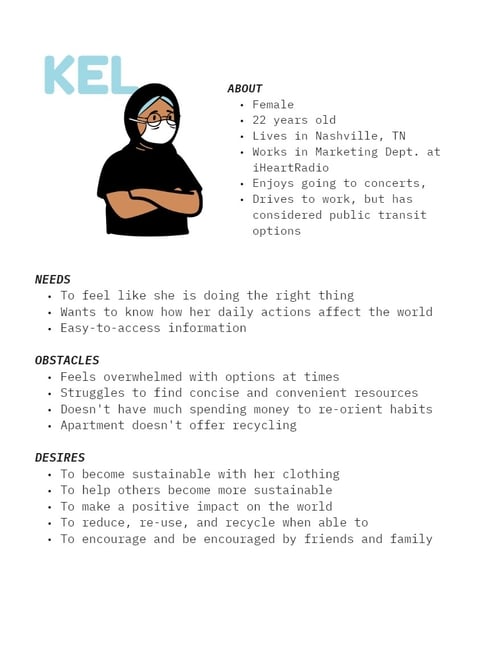 KEL
ABOUT
• Female
• 22 years old
• Lives in Nashville, TN
• Works in Marketing Dept. at
iHeartRadio
• Enjoys going to concerts,
• Drives to work, but has
considered public transit
options
NEEDS
• To feel like she is doing the right thing
• Wants to know how her daily actions affect the world
• Easy-to-access information
OBSTACLES
• Feels overwhelmed with options at times
• Struggles to find concise and convenient resources
• Doesn't have much spending money to re-orient habits
• Apartment doesn't offer recycling
DESIRES
• To become sustainable with her clothing
• To help others become more sustainable
• To make a positive impact on the world
• To reduce, re-use, and recycle when able to
• To encourage and be encouraged by friends and family